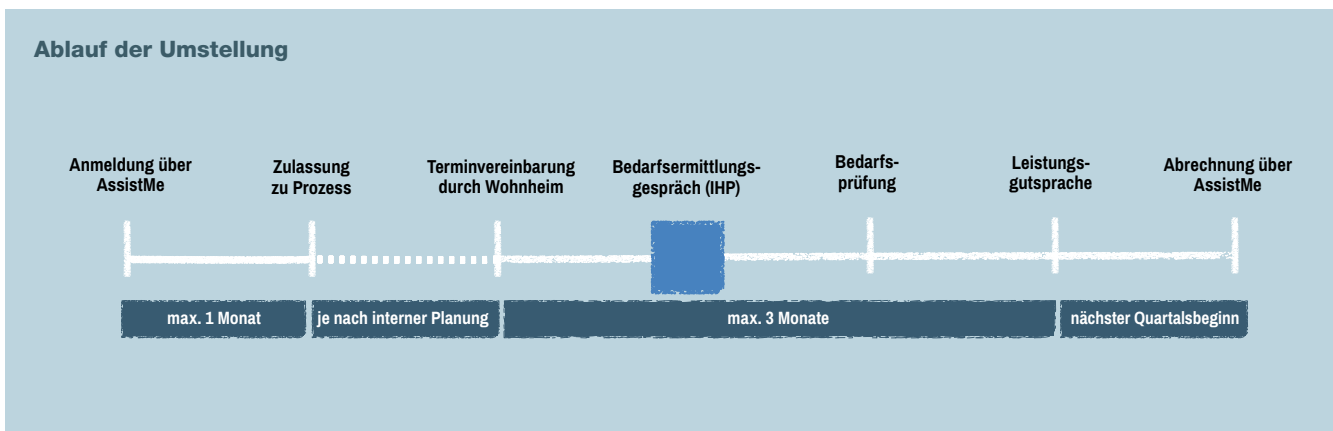 Ablauf der Umstellung
Anmeldung über
AssistMe
Zulassung
zu Prozess
Terminvereinbarung
durch Wohnheim
Bedarfsermittlungs-
gespräch (IHP)
Bedarfs-
prüfung
Leistungs-
gutsprache
Abrechnung über
AssistMe
max. 1 Monat
je nach interner Planung
max. 3 Monate
nächster Quartalsbeginn